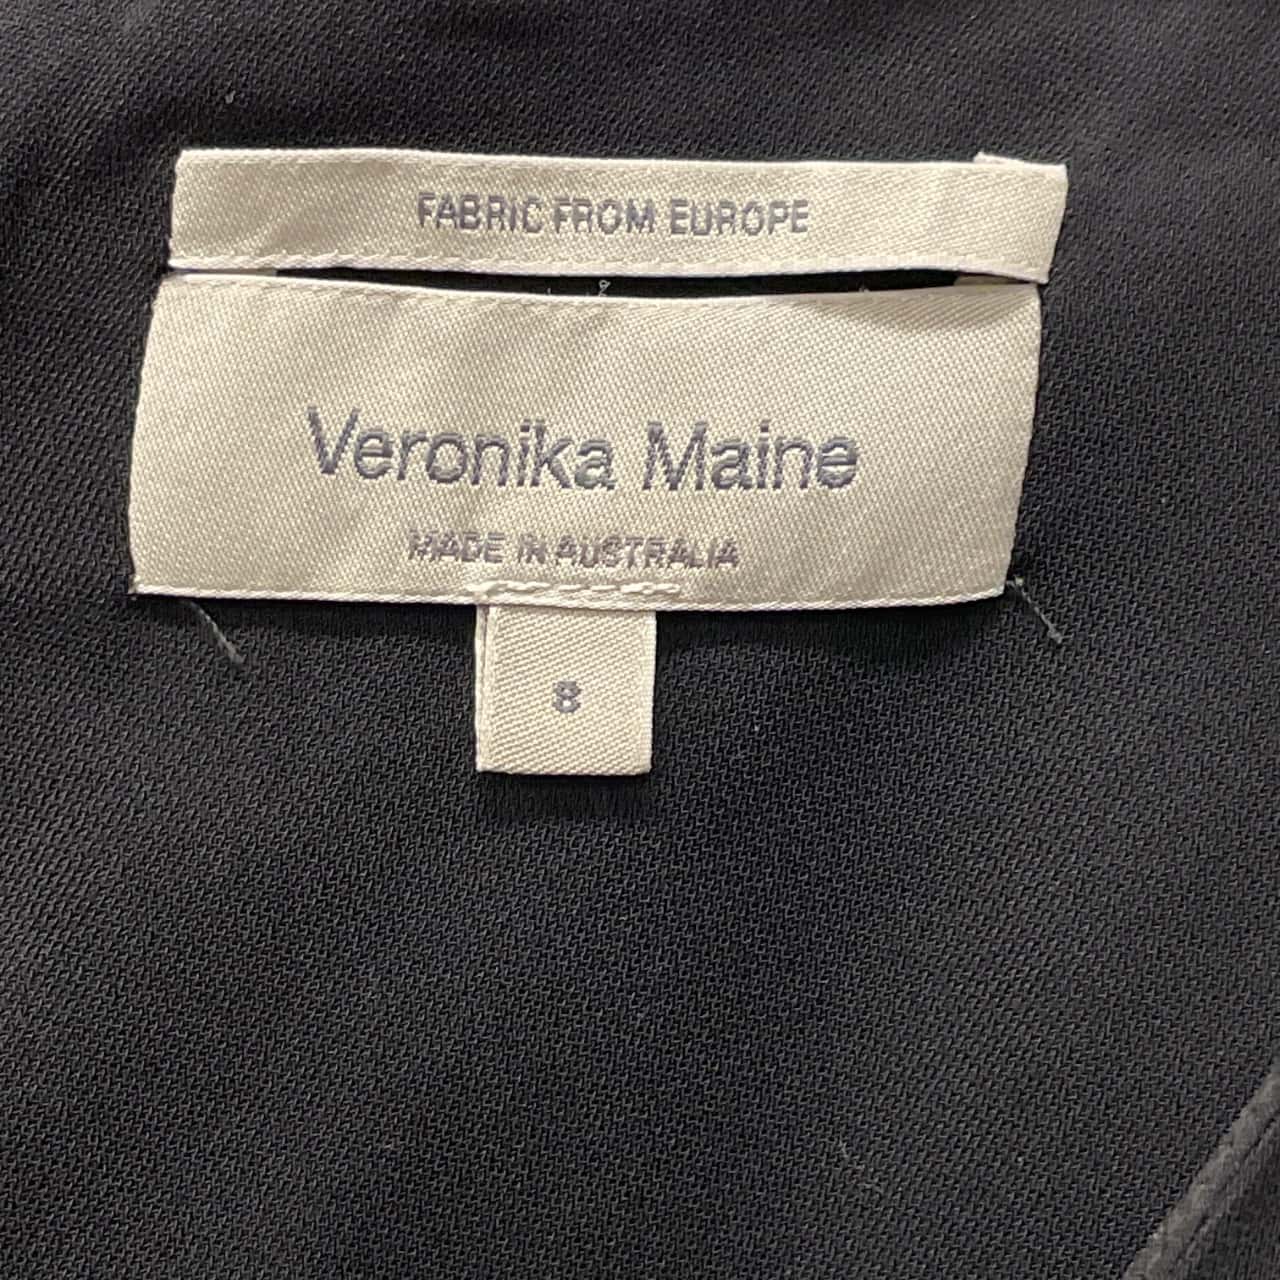 FABRIC FROM EUROPE
Veronika Maine
MADE IN AUSTRALIA
8